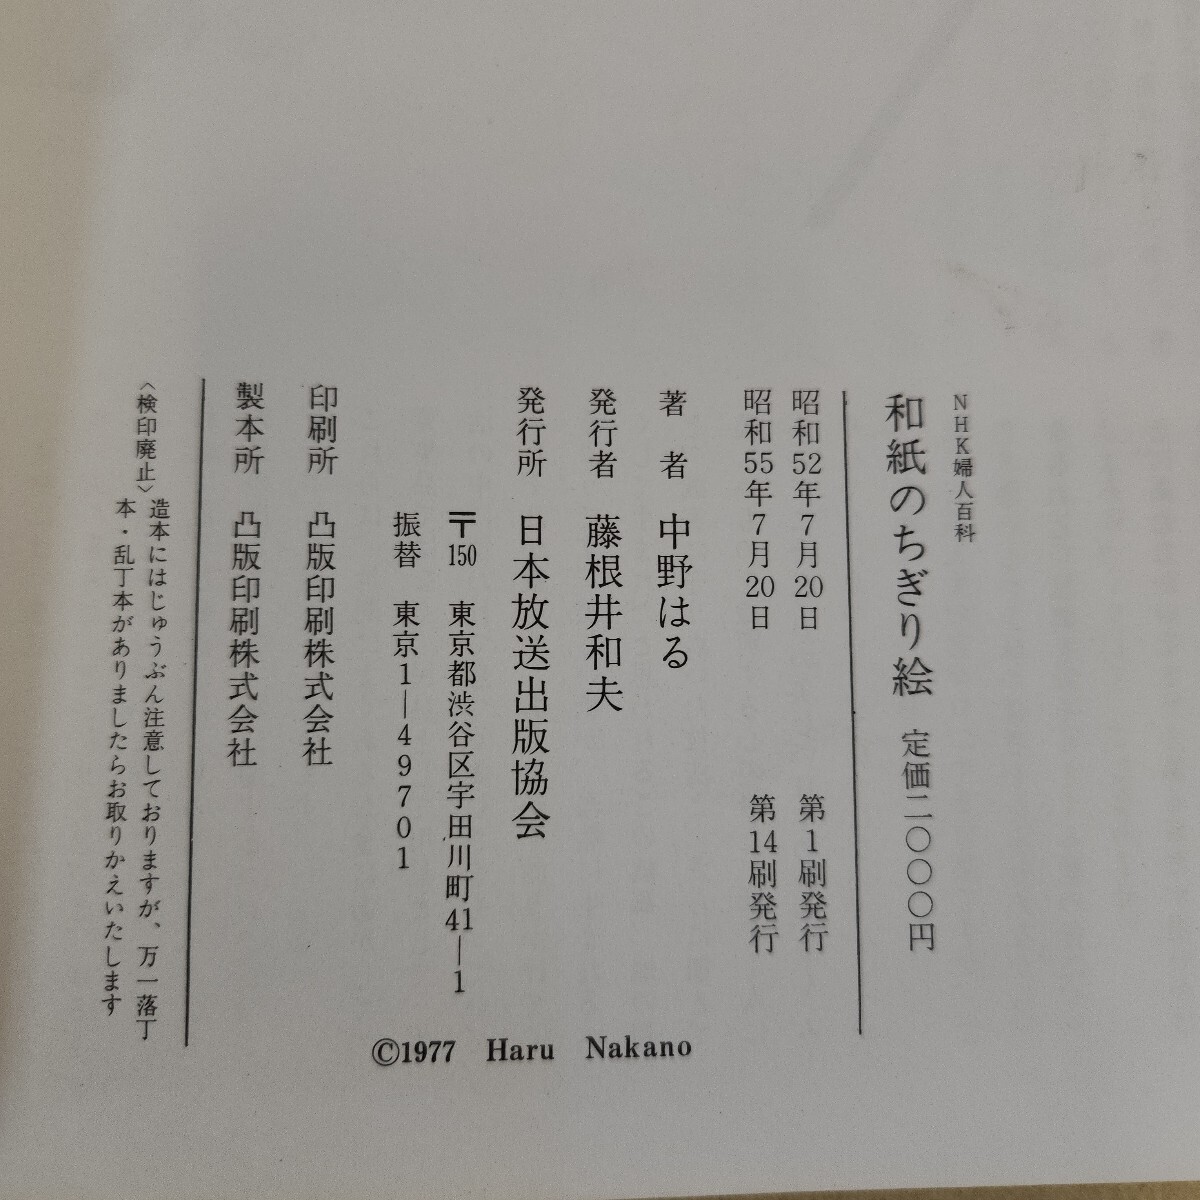 NHK婦人百科
和紙のちぎり絵 定価二〇〇〇円
昭和52年7月20日 第1刷発行
昭和55年7月20日 第14刷発行
著者 中野はる
発行者 藤根井和夫
発行所 日本放送出版協会
〒150 東京都渋谷区宇田川町41―1
振替 東京1―49701
印刷所 凸版印刷株式会社
製本所 凸版印刷株式会社
〈検印廃止〉造本にはじゅうぶん注意しておりますが、万一落丁
本・乱丁本がありましたらお取りかえいたします
©1977 Haru Nakano